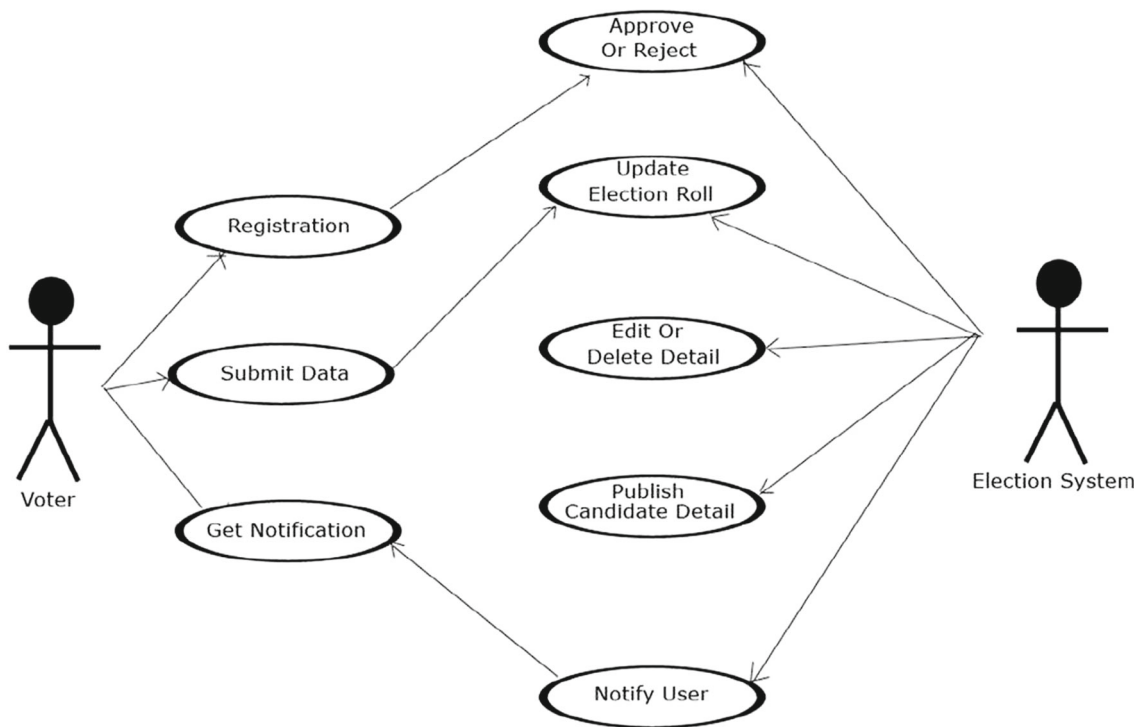 Approve
Or Reject
Update
Election Roll
Registration
Edit Or
Delete Detail
Submit Data
Voter
Election System
Publish
Candidate Detail
Get Notification
Notify User